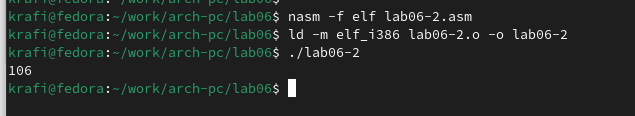 krafi@fedora:~/work/arch-pc/lab06$ nasm -f elf lab06-2.asm
krafi@fedora:~/work/arch-pc/lab06$ ld -m elf_i386 lab06-2.o -o lab06-2
krafi@fedora:~/work/arch-pc/lab06$ ./lab06-2
106
krafi@fedora:~/work/arch-pc/lab06$